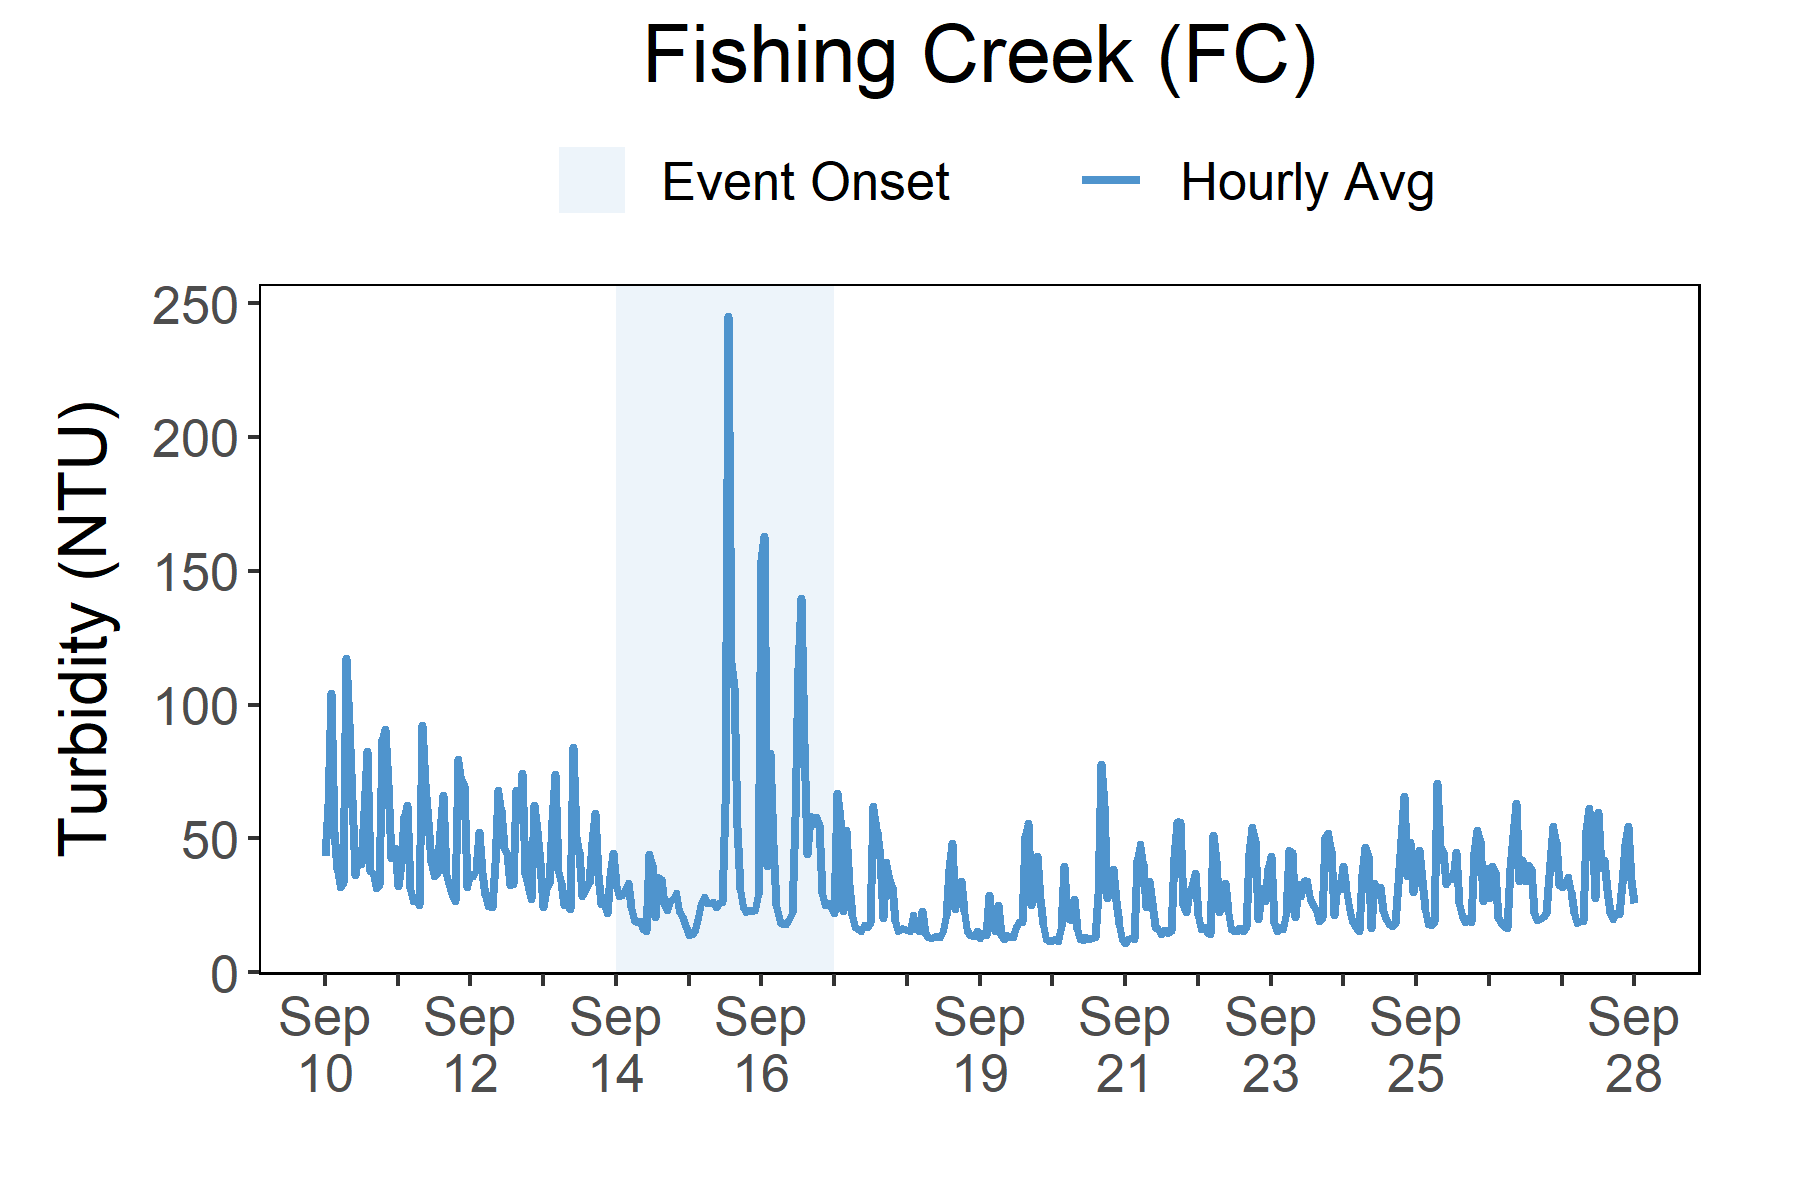 Fishing Creek (FC)
Event Onset
Hourly Avg
Turbidity (NTU)
250
200
150
100
50
0
Sep
10
Sep
12
Sep
14
Sep
16
Sep
19
Sep
21
Sep
23
Sep
25
Sep
28